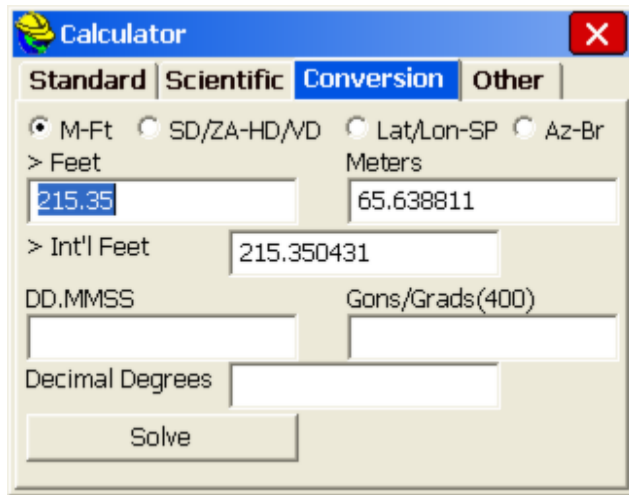 Calculator
Standard Scientific Conversion Other
M-Ft SD/ZA-HD/VD Lat/Lon-SP Az-Br
> Feet Meters
215.35 65.638811
> Int'l Feet 215.350431
DD.MMSS Gons/Grads(400)
Decimal Degrees
Solve